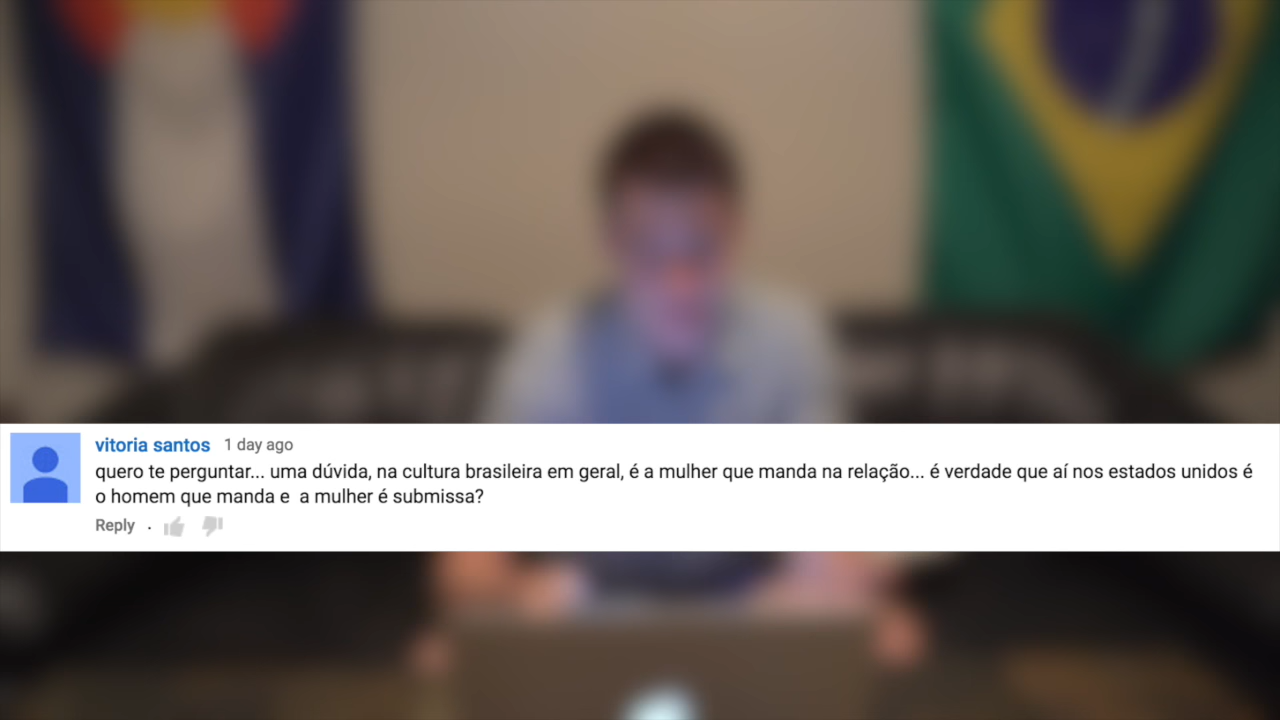 vitoria santos 1 day ago
quero te perguntar... uma dúvida, na cultura brasileira em geral, é a mulher que manda na relação... é verdade que aí nos estados unidos é
o homem que manda e  a mulher é submissa?
Reply .